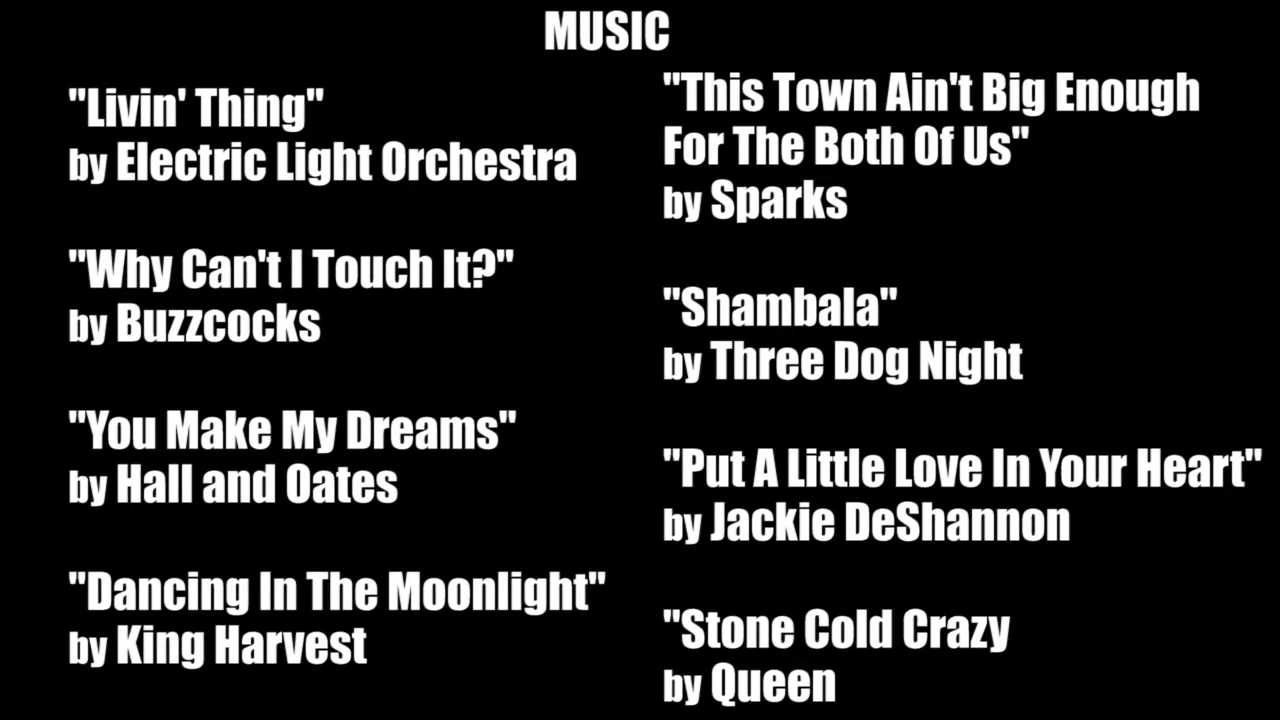 MUSIC
"Livin' Thing"
by Electric Light Orchestra
"Why Can't I Touch It?"
by Buzzcocks
"You Make My Dreams"
by Hall and Oates
"Dancing In The Moonlight"
by King Harvest
"This Town Ain't Big Enough
For The Both Of Us"
by Sparks
"Shambala"
by Three Dog Night
"Put A Little Love In Your Heart"
by Jackie DeShannon
"Stone Cold Crazy
by Queen